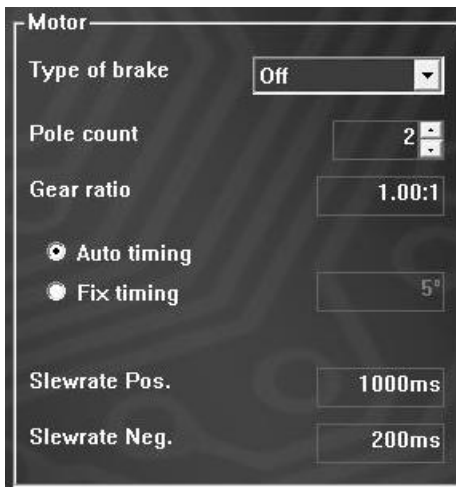 Motor
Type of brake Off
Pole count 2
Gear ratio 1.00:1
Auto timing
Fix timing 5°
Slewrate Pos. 1000ms
Slewrate Neg. 200ms